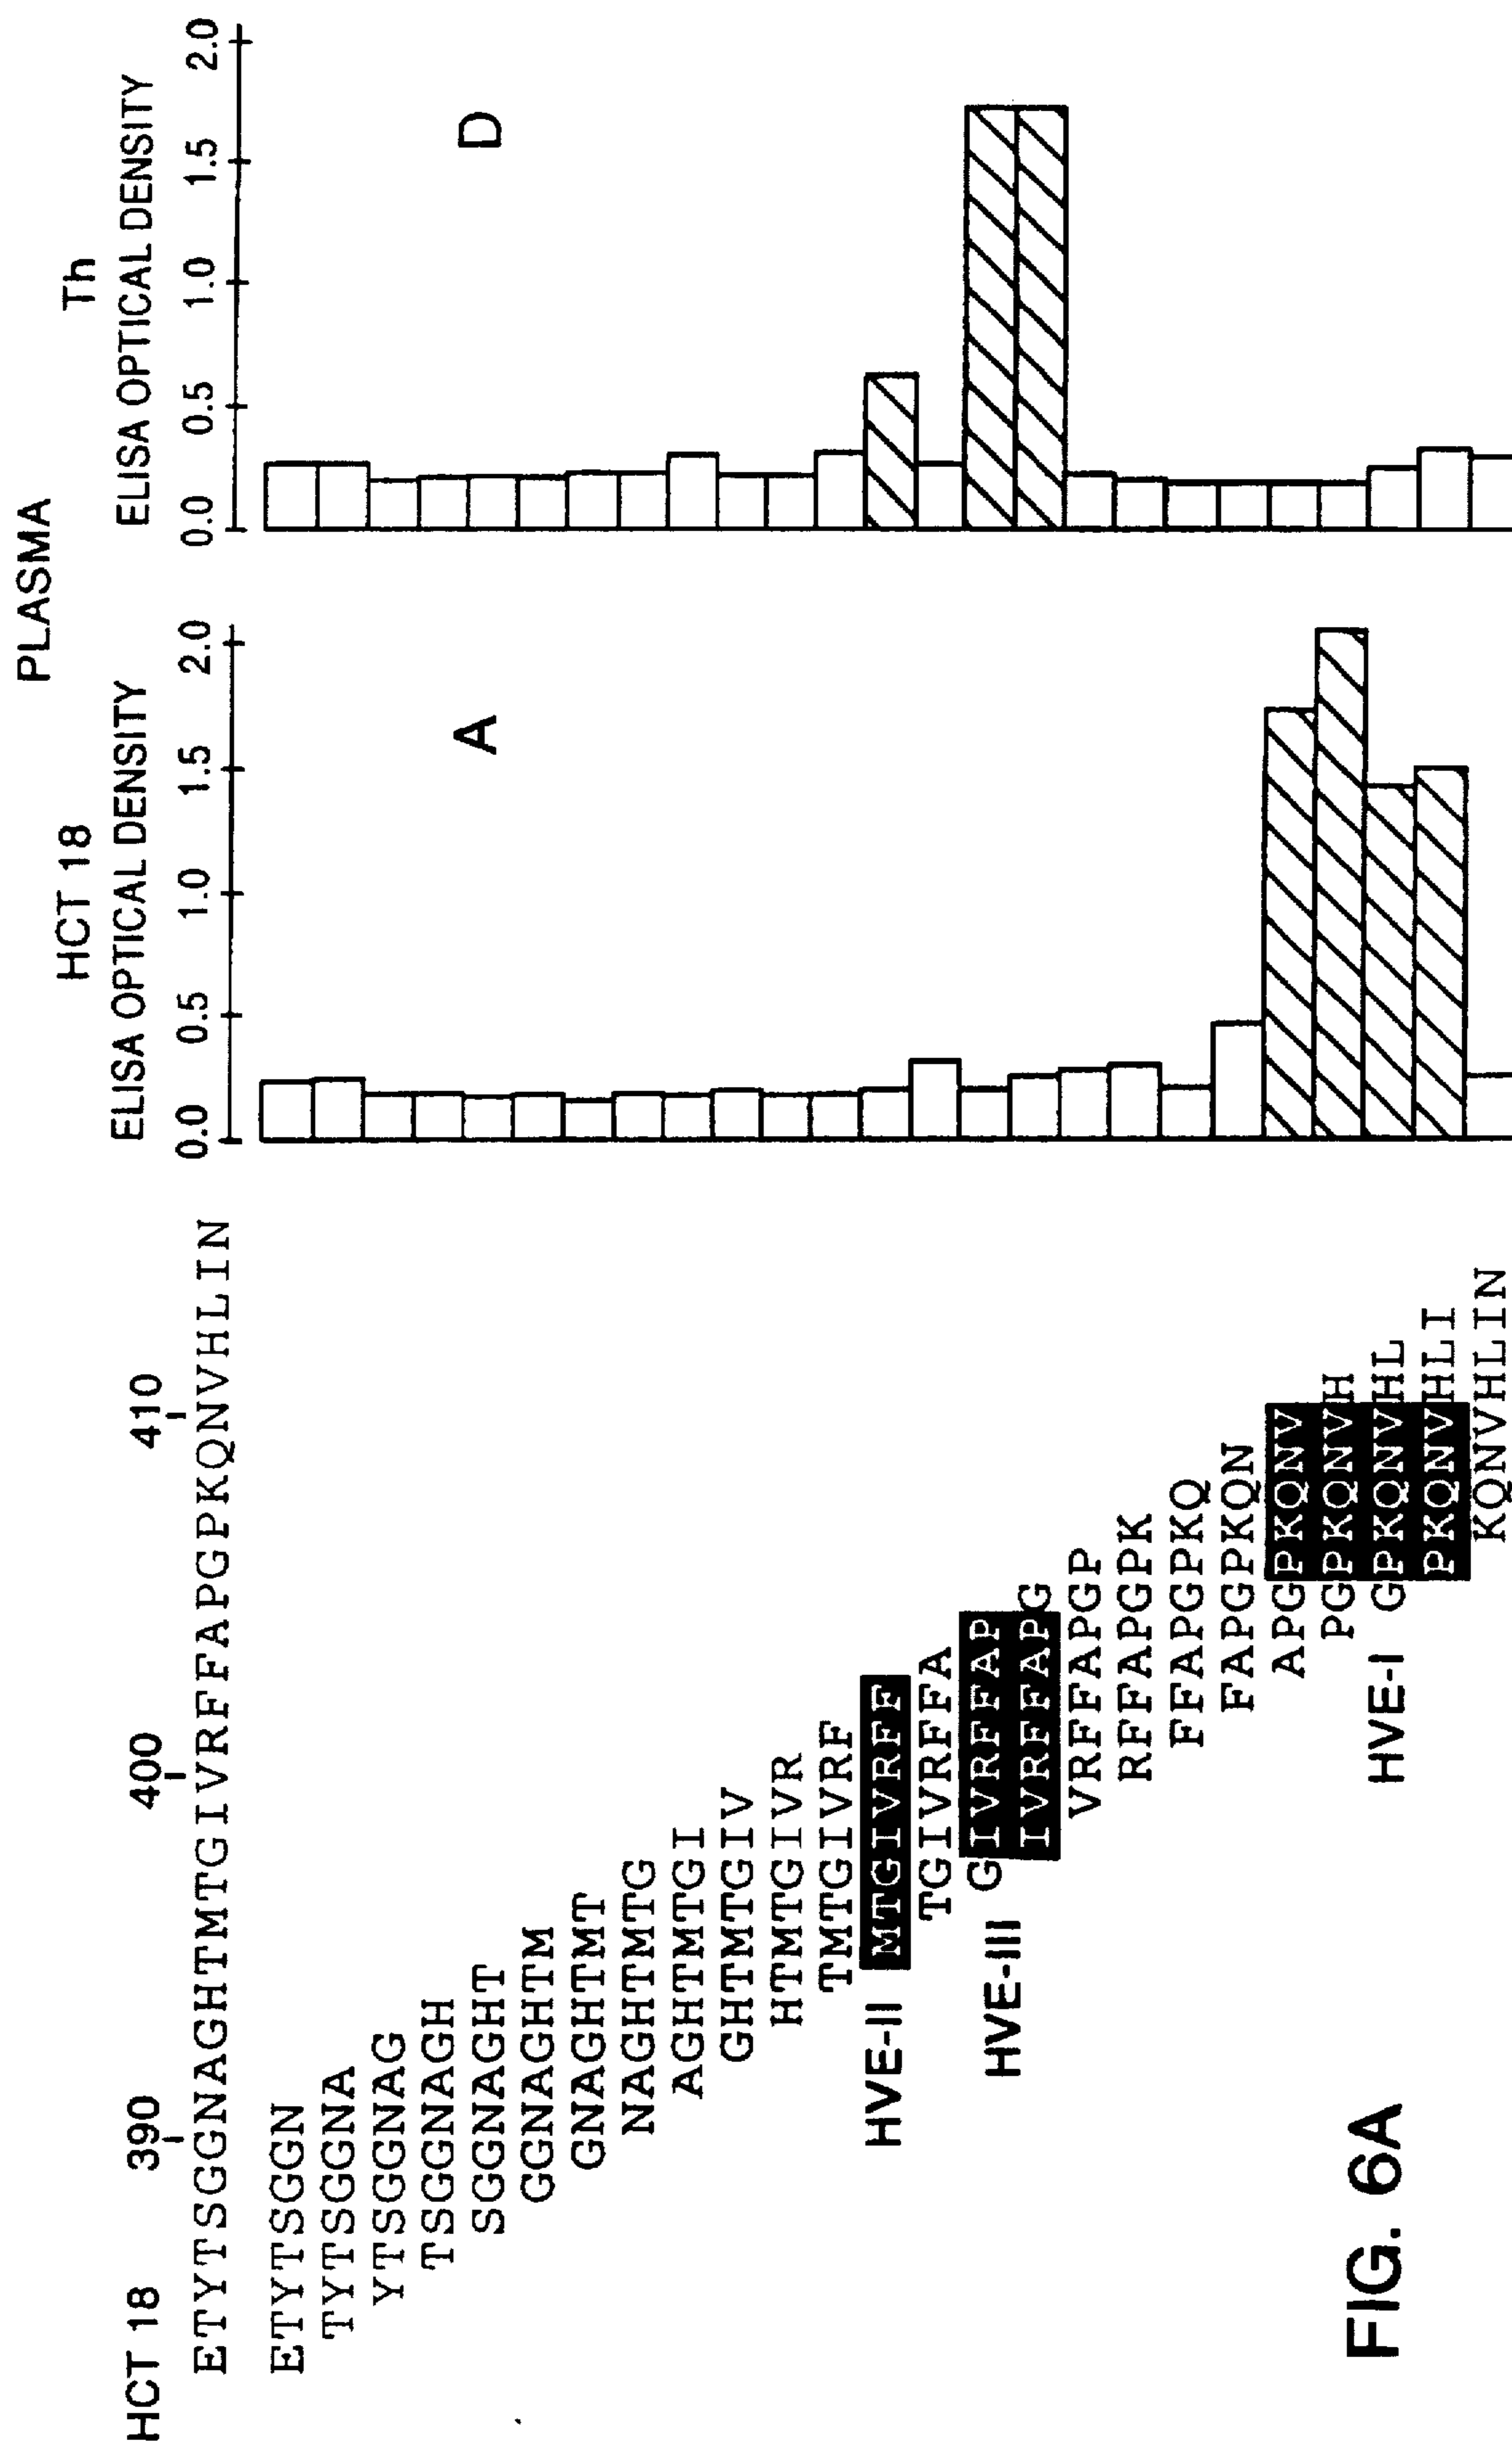 PLASMA
HCT 18
Th
ELISA OPTICAL DENSITY
ELISA OPTICAL DENSITY
HCT 18
390
400
410
0.0 0.5 1.0 1.5 2.0
0.0 0.5 1.0 1.5 2.0
ETYTSGGNAGHTMTGIVRFFAPGPKQNVHLIN
ETYTSGGN
TYTSGGNA
YTSGGNAG
TSGGNAGH
SGGNAGHT
GGNAGHTM
GNAGHTMT
NAGHTMTG
AGHTMTGI
GHTMTGIV
HTMTGIVR
TMTGIVRF
HVE-II MTGIVRFF
TGIVRFFA
GIVRFFAP
HVE-III
IVRFFAPG
VRFFAPGP
RFFAPGPK
FFAPGPKQ
FAPGPKQN
APGPKQNV
PGPKQNVH
HVE-I GPKQNVHL
PKQNVHLI
KQNVHLIN
A
D
FIG. 6A